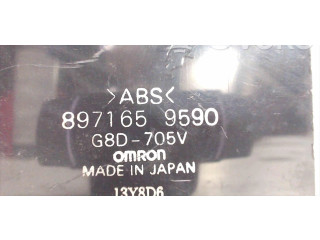 >ABS<
897165 9590
G8D-705V
OMRON
MADE IN JAPAN
13Y8D6